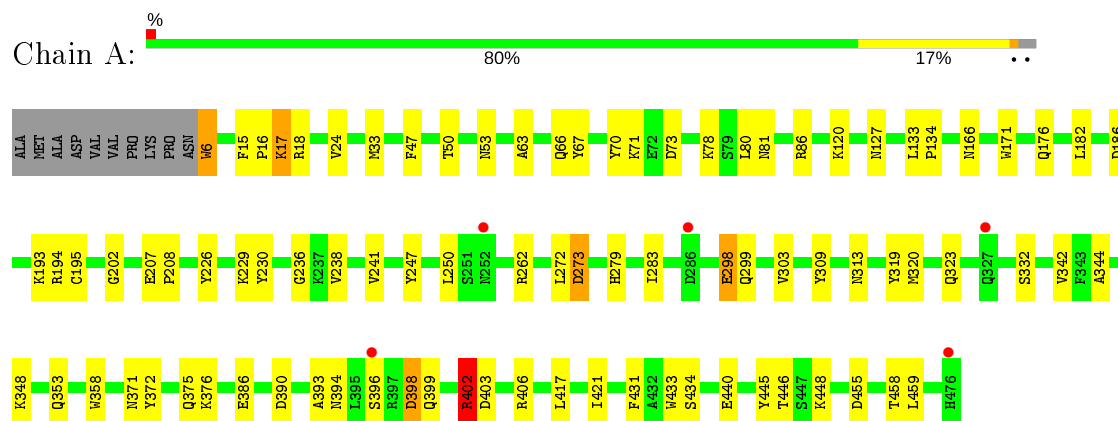 %
Chain A:
80% 17% ••
ALA MET ALA ASP VAL VAL PRO LYS PRO ASN W6 F15 P16 K17 R18 V24 M33 F47 T50 N53 A63 Q66 Y67 Y70 K71 E72 D73 K78 S79 L80 N81 R86 K120 N127 L133 P134 N166 W171 Q176 L182 D186
K193 R194 C195 G202 E207 P208 Y226 K229 Y230 G236 K237 V238 V241 Y247 L250 S251 N252 R262 L272 D273 H279 I283 D286 E298 Q299 V303 Y309 N313 Y319 M320 Q323 Q327 S332 V342 F343 A344
K348 Q353 W358 N371 Y372 Q375 K376 E386 D390 A393 N394 L395 S396 R397 D398 Q399 R402 D403 R406 L417 I421 F431 A432 W433 S434 E440 Y445 T446 S447 K448 D455 T458 L459 H476